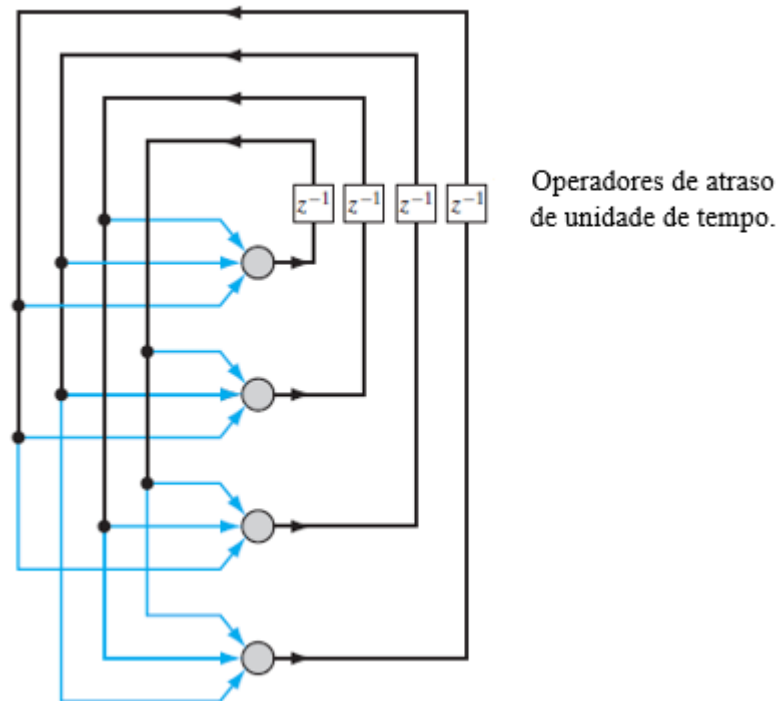 z⁻¹ z⁻¹ z⁻¹ z⁻¹
Operadores de atraso
de unidade de tempo.